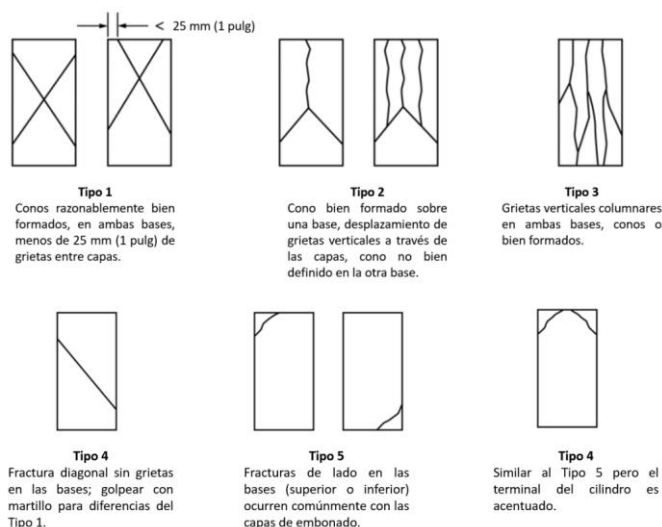 < 25 mm (1 pulg)
Tipo 1
Conos razonablemente bien
formados, en ambas bases,
menos de 25 mm (1 pulg) de
grietas entre capas.
Tipo 2
Cono bien formado sobre
una base, desplazamiento de
grietas verticales a través de
las capas, cono no bien
definido en la otra base.
Tipo 3
Grietas verticales columnares
en ambas bases, conos o
bien formados.
Tipo 4
Fractura diagonal sin grietas
en las bases; golpear con
martillo para diferencias del
Tipo 1.
Tipo 5
Fracturas de lado en las
bases (superior o inferior)
ocurren comúnmente con las
capas de embonado.
Tipo 4
Similar al Tipo 5 pero el
terminal del cilindro es
acentuado.